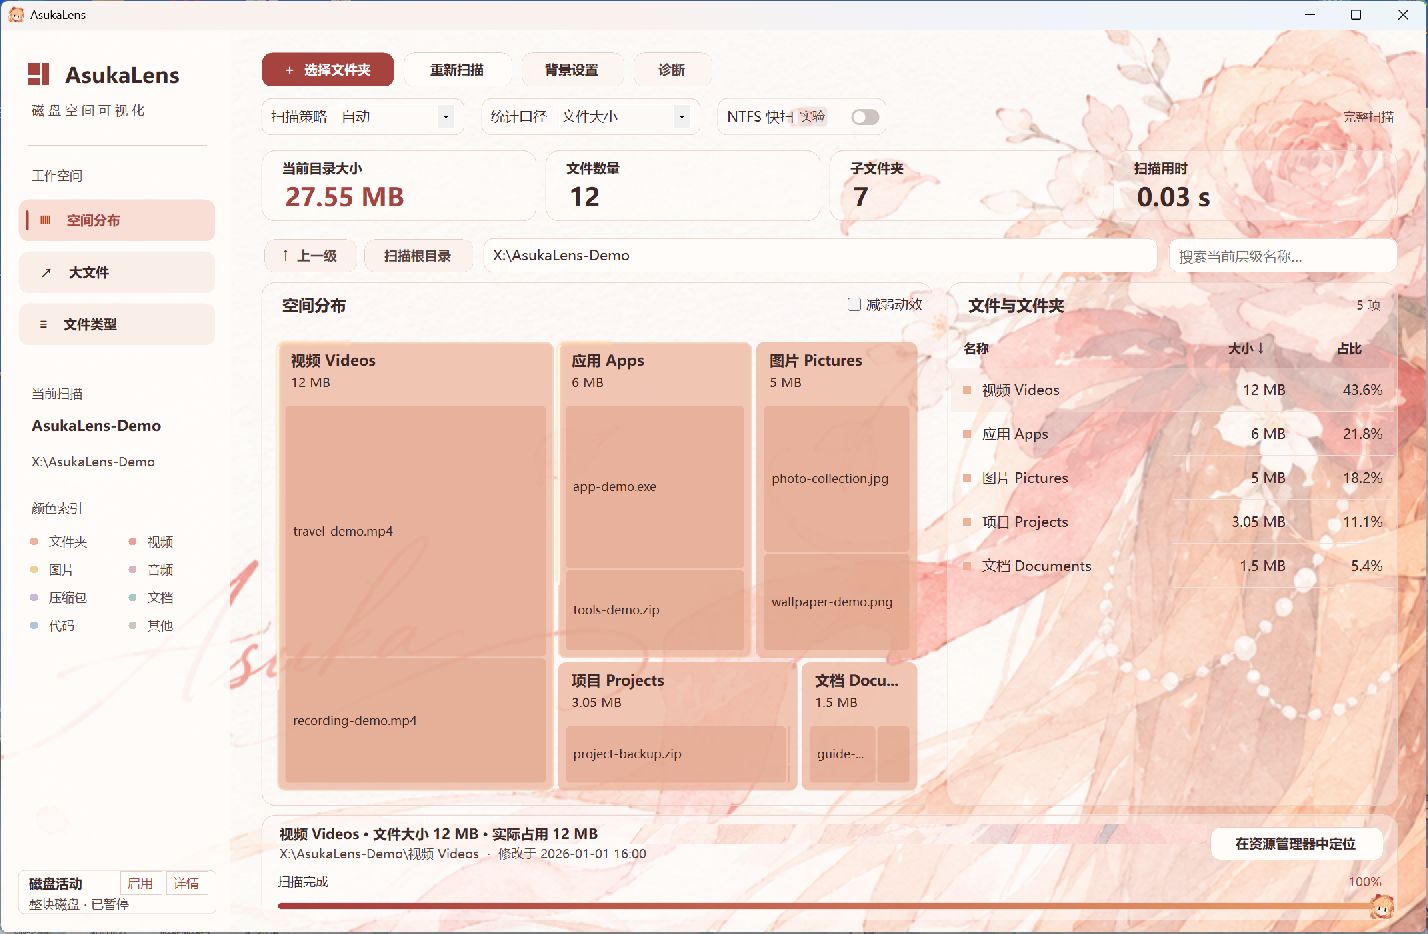 AsukaLens
AsukaLens
磁盘空间可视化
工作空间
空间分布
大文件
文件类型
当前扫描
AsukaLens-Demo
X:\AsukaLens-Demo
颜色索引
文件夹 视频
图片 音频
压缩包 文档
代码 其他
磁盘活动 启用 详情
整块磁盘 · 已暂停
+ 选择文件夹 重新扫描 背景设置 诊断
扫描策略 自动 统计口径 文件大小 NTFS 快扫 实验 完整扫描
当前目录大小 文件数量 子文件夹 扫描用时
27.55 MB 12 7 0.03 s
↑ 上一级 扫描根目录 X:\AsukaLens-Demo 搜索当前层级名称...
空间分布 减弱动效
视频 Videos
12 MB
travel-demo.mp4
recording-demo.mp4
应用 Apps
6 MB
app-demo.exe
tools-demo.zip
图片 Pictures
5 MB
photo-collection.jpg
wallpaper-demo.png
项目 Projects
3.05 MB
project-backup.zip
文档 Docu...
1.5 MB
guide-...
文件与文件夹 5 项
名称 大小 ↓ 占比
视频 Videos 12 MB 43.6%
应用 Apps 6 MB 21.8%
图片 Pictures 5 MB 18.2%
项目 Projects 3.05 MB 11.1%
文档 Documents 1.5 MB 5.4%
Asuka
视频 Videos • 文件大小 12 MB • 实际占用 12 MB
X:\AsukaLens-Demo\视频 Videos · 修改于 2026-01-01 16:00
在资源管理器中定位
扫描完成 100%